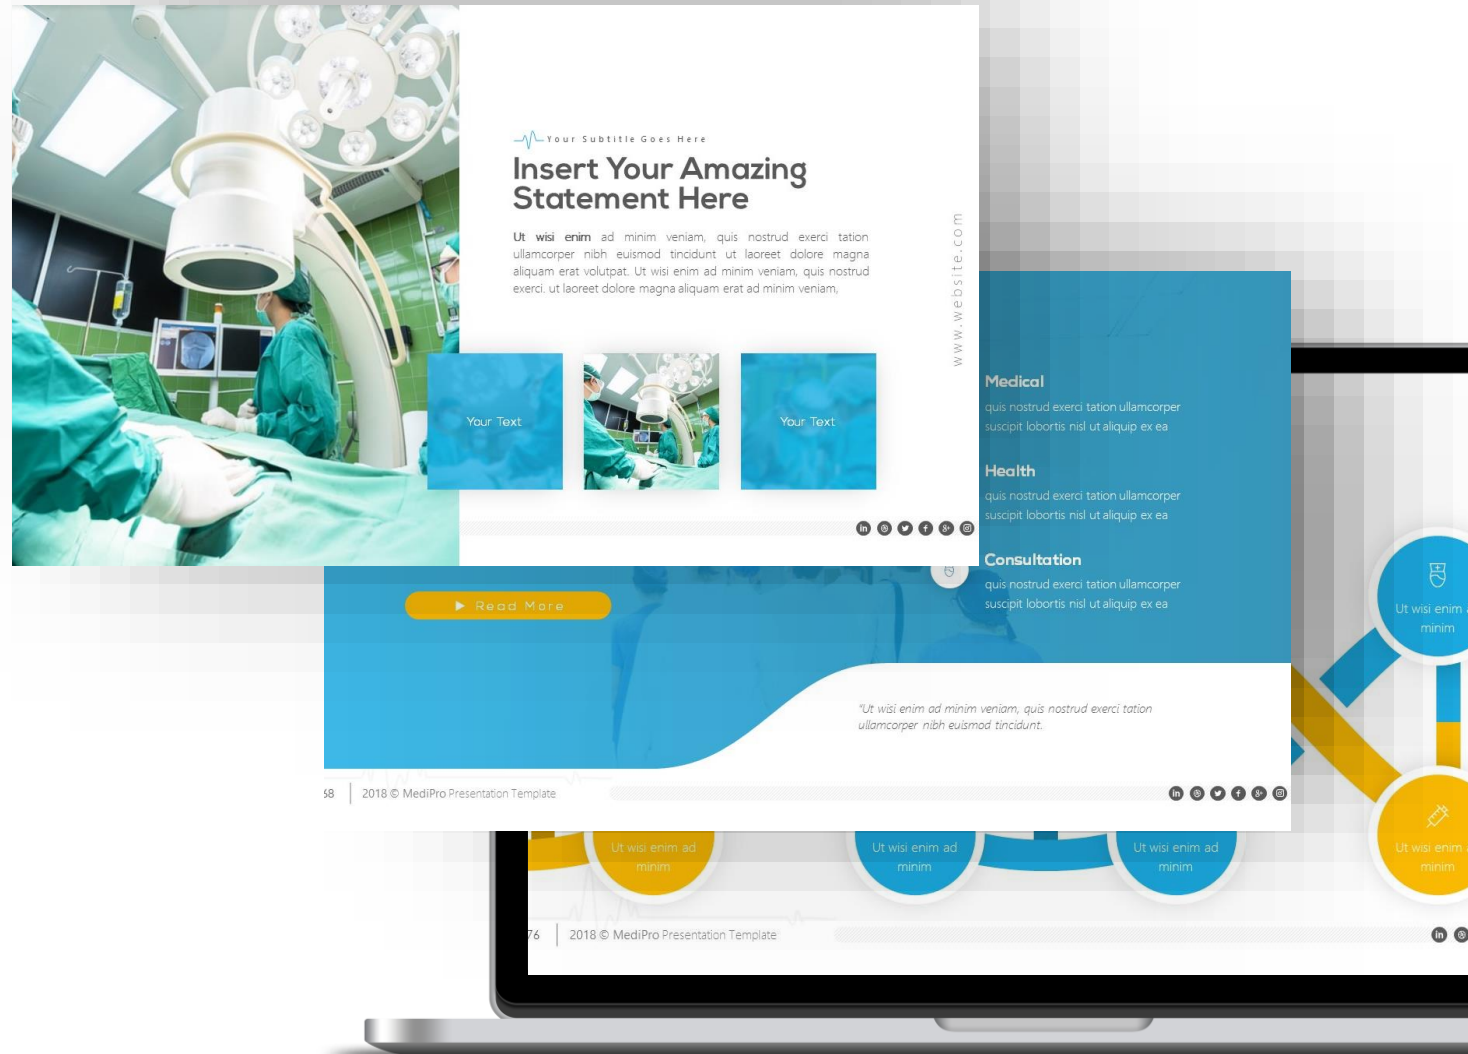 Your Subtitle Goes Here
Insert Your Amazing
Statement Here
Ut wisi enim ad minim veniam, quis nostrud exerci tation
ullamcorper nibh euismod tincidunt ut laoreet dolore magna
aliquam erat volutpat. Ut wisi enim ad minim veniam, quis nostrud
exerci. ut laoreet dolore magna aliquam erat ad minim veniam,
www.website.com
Your Text
Your Text
Medical
quis nostrud exerci tation ullamcorper
suscipit lobortis nisl ut aliquip ex ea
Health
quis nostrud exerci tation ullamcorper
suscipit lobortis nisl ut aliquip ex ea
Consultation
quis nostrud exerci tation ullamcorper
suscipit lobortis nisl ut aliquip ex ea
Read More
"Ut wisi enim ad minim veniam, quis nostrud exerci tation
ullamcorper nibh euismod tincidunt.
68 2018 © MediPro Presentation Template
Ut wisi enim
minim
Ut wisi enim ad
minim
Ut wisi enim ad
minim
Ut wisi enim ad
minim
Ut wisi enim
minim
76 2018 © MediPro Presentation Template